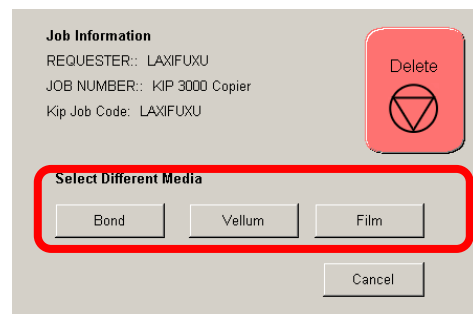 Job Information
REQUESTER:: LAXIFUXU
Delete
JOB NUMBER:: KIP 3000 Copier
Kip Job Code: LAXIFUXU
Select Different Media
Bond Vellum Film
Cancel